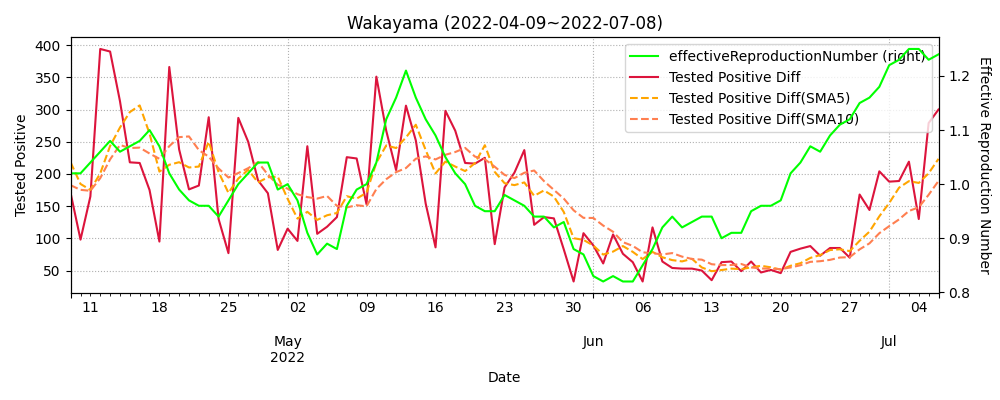 Wakayama (2022-04-09~2022-07-08)
effectiveReproductionNumber (right)
Tested Positive Diff
Tested Positive Diff(SMA5)
Tested Positive Diff(SMA10)
Tested Positive
400
350
300
250
200
150
100
50
1.2
1.1
1.0
0.9
0.8
Effective Reproduction Number
11 18 25 02 09 16 23 30 06 13 20 27 04
May Jun Jul
2022
Date